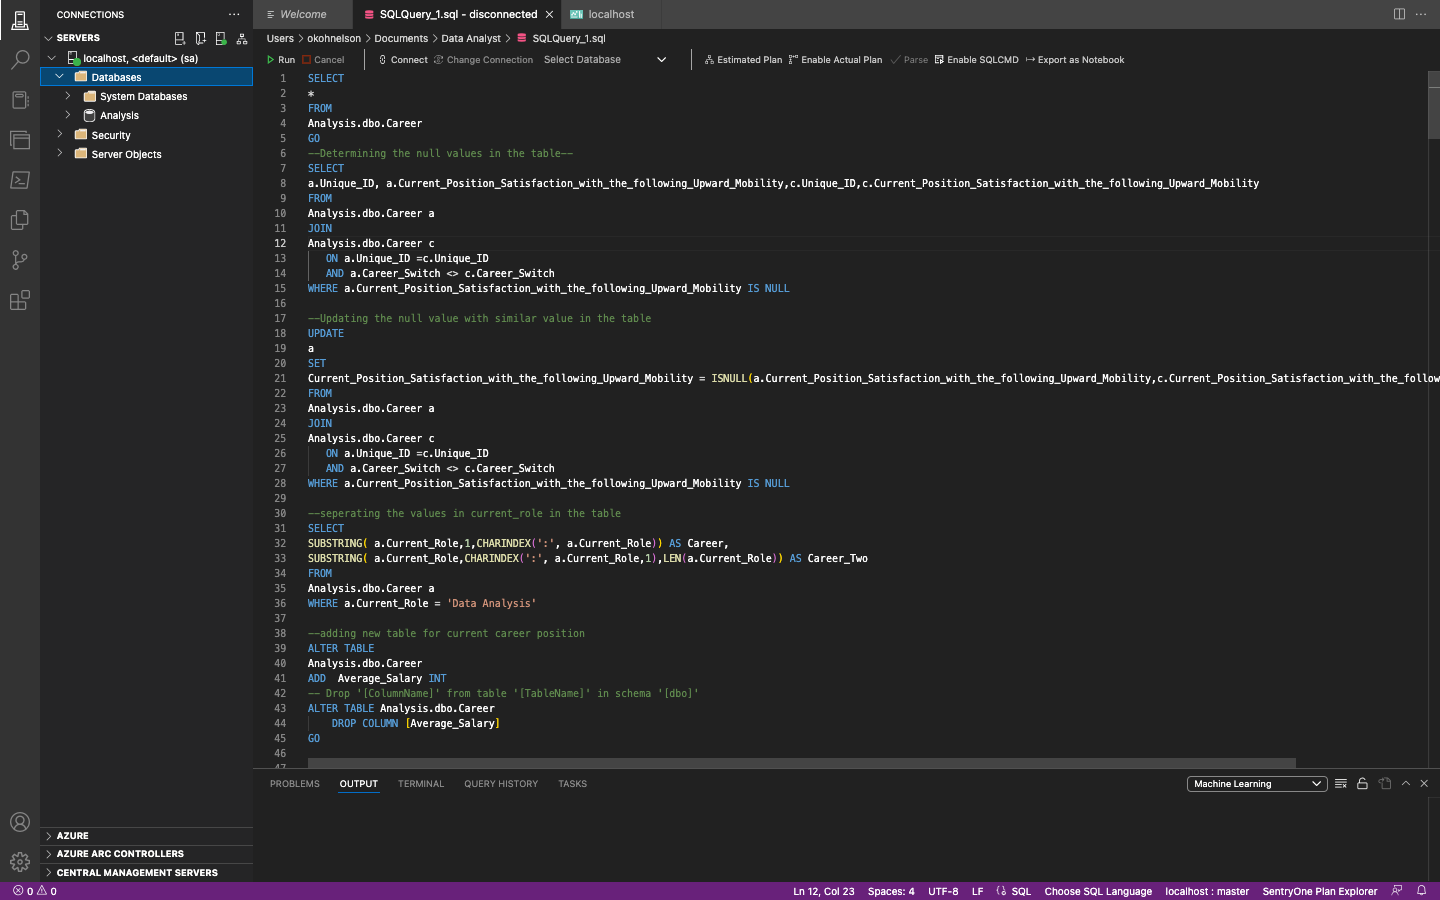 CONNECTIONS
Welcome
SQLQuery_1.sql - disconnected
localhost
SERVERS
Users > okohnelson > Documents > Data Analyst > SQLQuery_1.sql
localhost, <default> (sa)
Databases
System Databases
Analysis
Security
Server Objects
Run Cancel Connect Change Connection Select Database Estimated Plan Enable Actual Plan Parse Enable SQLCMD Export as Notebook
1 SELECT
2 *
3 FROM
4 Analysis.dbo.Career
5 GO
6 --Determining the null values in the table--
7 SELECT
8 a.Unique_ID, a.Current_Position_Satisfaction_with_the_following_Upward_Mobility,c.Unique_ID,c.Current_Position_Satisfaction_with_the_following_Upward_Mobility
9 FROM
10 Analysis.dbo.Career a
11 JOIN
12 Analysis.dbo.Career c
13 ON a.Unique_ID =c.Unique_ID
14 AND a.Career_Switch <> c.Career_Switch
15 WHERE a.Current_Position_Satisfaction_with_the_following_Upward_Mobility IS NULL
16
17 --Updating the null value with similar value in the table
18 UPDATE
19 a
20 SET
21 Current_Position_Satisfaction_with_the_following_Upward_Mobility = ISNULL(a.Current_Position_Satisfaction_with_the_following_Upward_Mobility,c.Current_Position_Satisfaction_with_the_follow
22 FROM
23 Analysis.dbo.Career a
24 JOIN
25 Analysis.dbo.Career c
26 ON a.Unique_ID =c.Unique_ID
27 AND a.Career_Switch <> c.Career_Switch
28 WHERE a.Current_Position_Satisfaction_with_the_following_Upward_Mobility IS NULL
29
30 --seperating the values in current_role in the table
31 SELECT
32 SUBSTRING( a.Current_Role,1,CHARINDEX(':', a.Current_Role)) AS Career,
33 SUBSTRING( a.Current_Role,CHARINDEX(':', a.Current_Role,1),LEN(a.Current_Role)) AS Career_Two
34 FROM
35 Analysis.dbo.Career a
36 WHERE a.Current_Role = 'Data Analysis'
37
38 --adding new table for current career position
39 ALTER TABLE
40 Analysis.dbo.Career
41 ADD  Average_Salary INT
42 -- Drop '[ColumnName]' from table '[TableName]' in schema '[dbo]'
43 ALTER TABLE Analysis.dbo.Career
44 DROP COLUMN [Average_Salary]
45 GO
46
47
PROBLEMS OUTPUT TERMINAL QUERY HISTORY TASKS
Machine Learning
AZURE
AZURE ARC CONTROLLERS
CENTRAL MANAGEMENT SERVERS
0 0
Ln 12, Col 23 Spaces: 4 UTF-8 LF SQL Choose SQL Language localhost : master SentryOne Plan Explorer